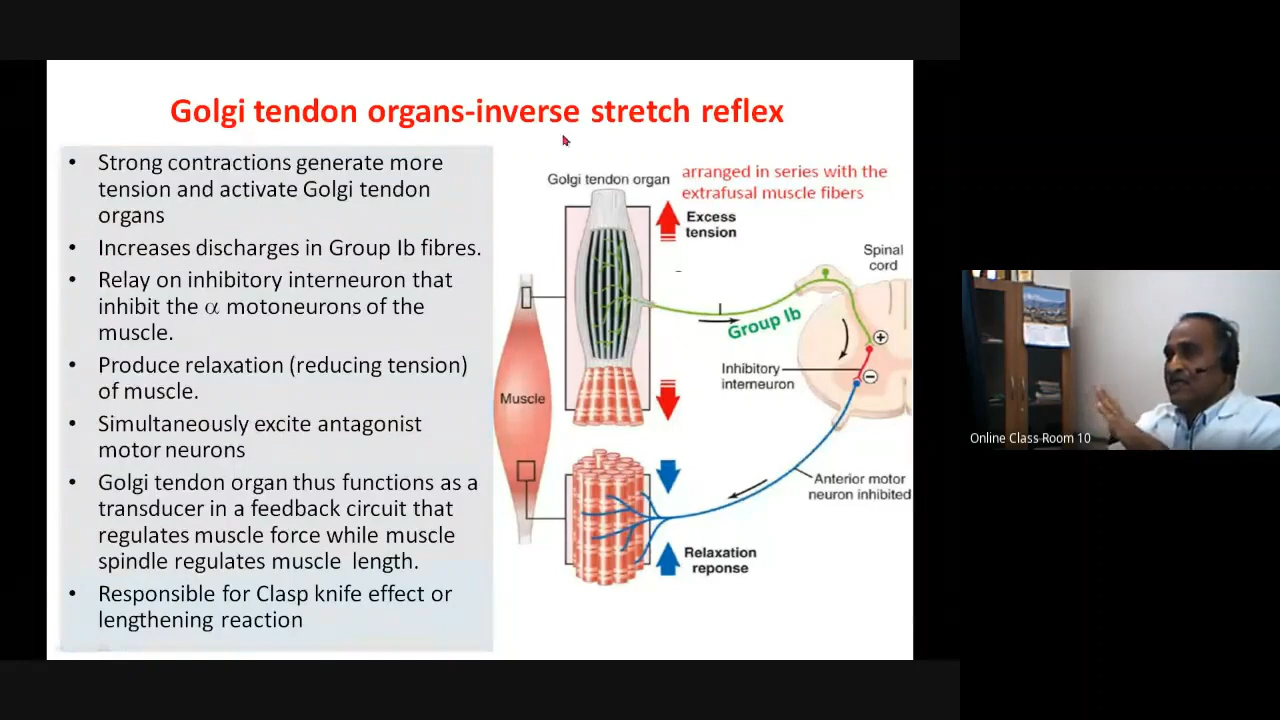 Golgi tendon organs-inverse stretch reflex
• Strong contractions generate more
tension and activate Golgi tendon
organs
• Increases discharges in Group Ib fibres.
• Relay on inhibitory interneuron that
inhibit the α motoneurons of the
muscle.
• Produce relaxation (reducing tension)
of muscle.
• Simultaneously excite antagonist
motor neurons
• Golgi tendon organ thus functions as a
transducer in a feedback circuit that
regulates muscle force while muscle
spindle regulates muscle length.
• Responsible for Clasp knife effect or
lengthening reaction
Golgi tendon organ
arranged in series with the
extrafusal muscle fibers
Excess
tension
Spinal
cord
Group Ib
+
Inhibitory
interneuron
−
Muscle
Anterior motor
neuron inhibited
Relaxation
reponse
Online Class Room 10